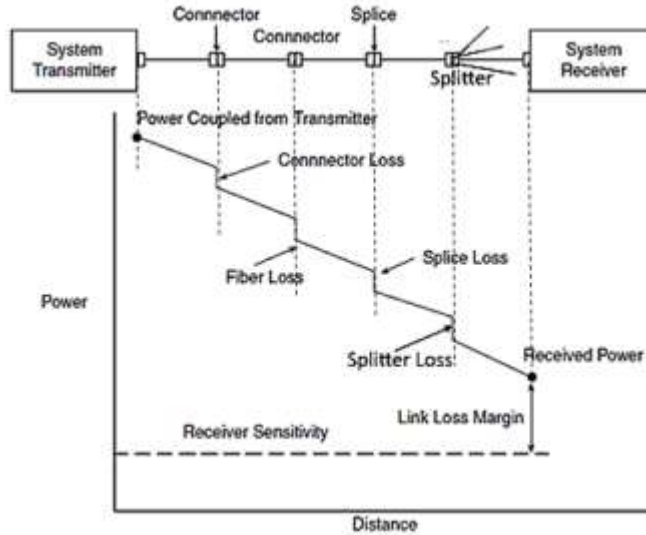 Connnector
Splice
Connnector
System
Transmitter
System
Receiver
Splitter
Power Coupled from Transmitter
Connnector Loss
Fiber Loss
Splice Loss
Power
Splitter Loss
Received Power
Link Loss Margin
Receiver Sensitivity
Distance